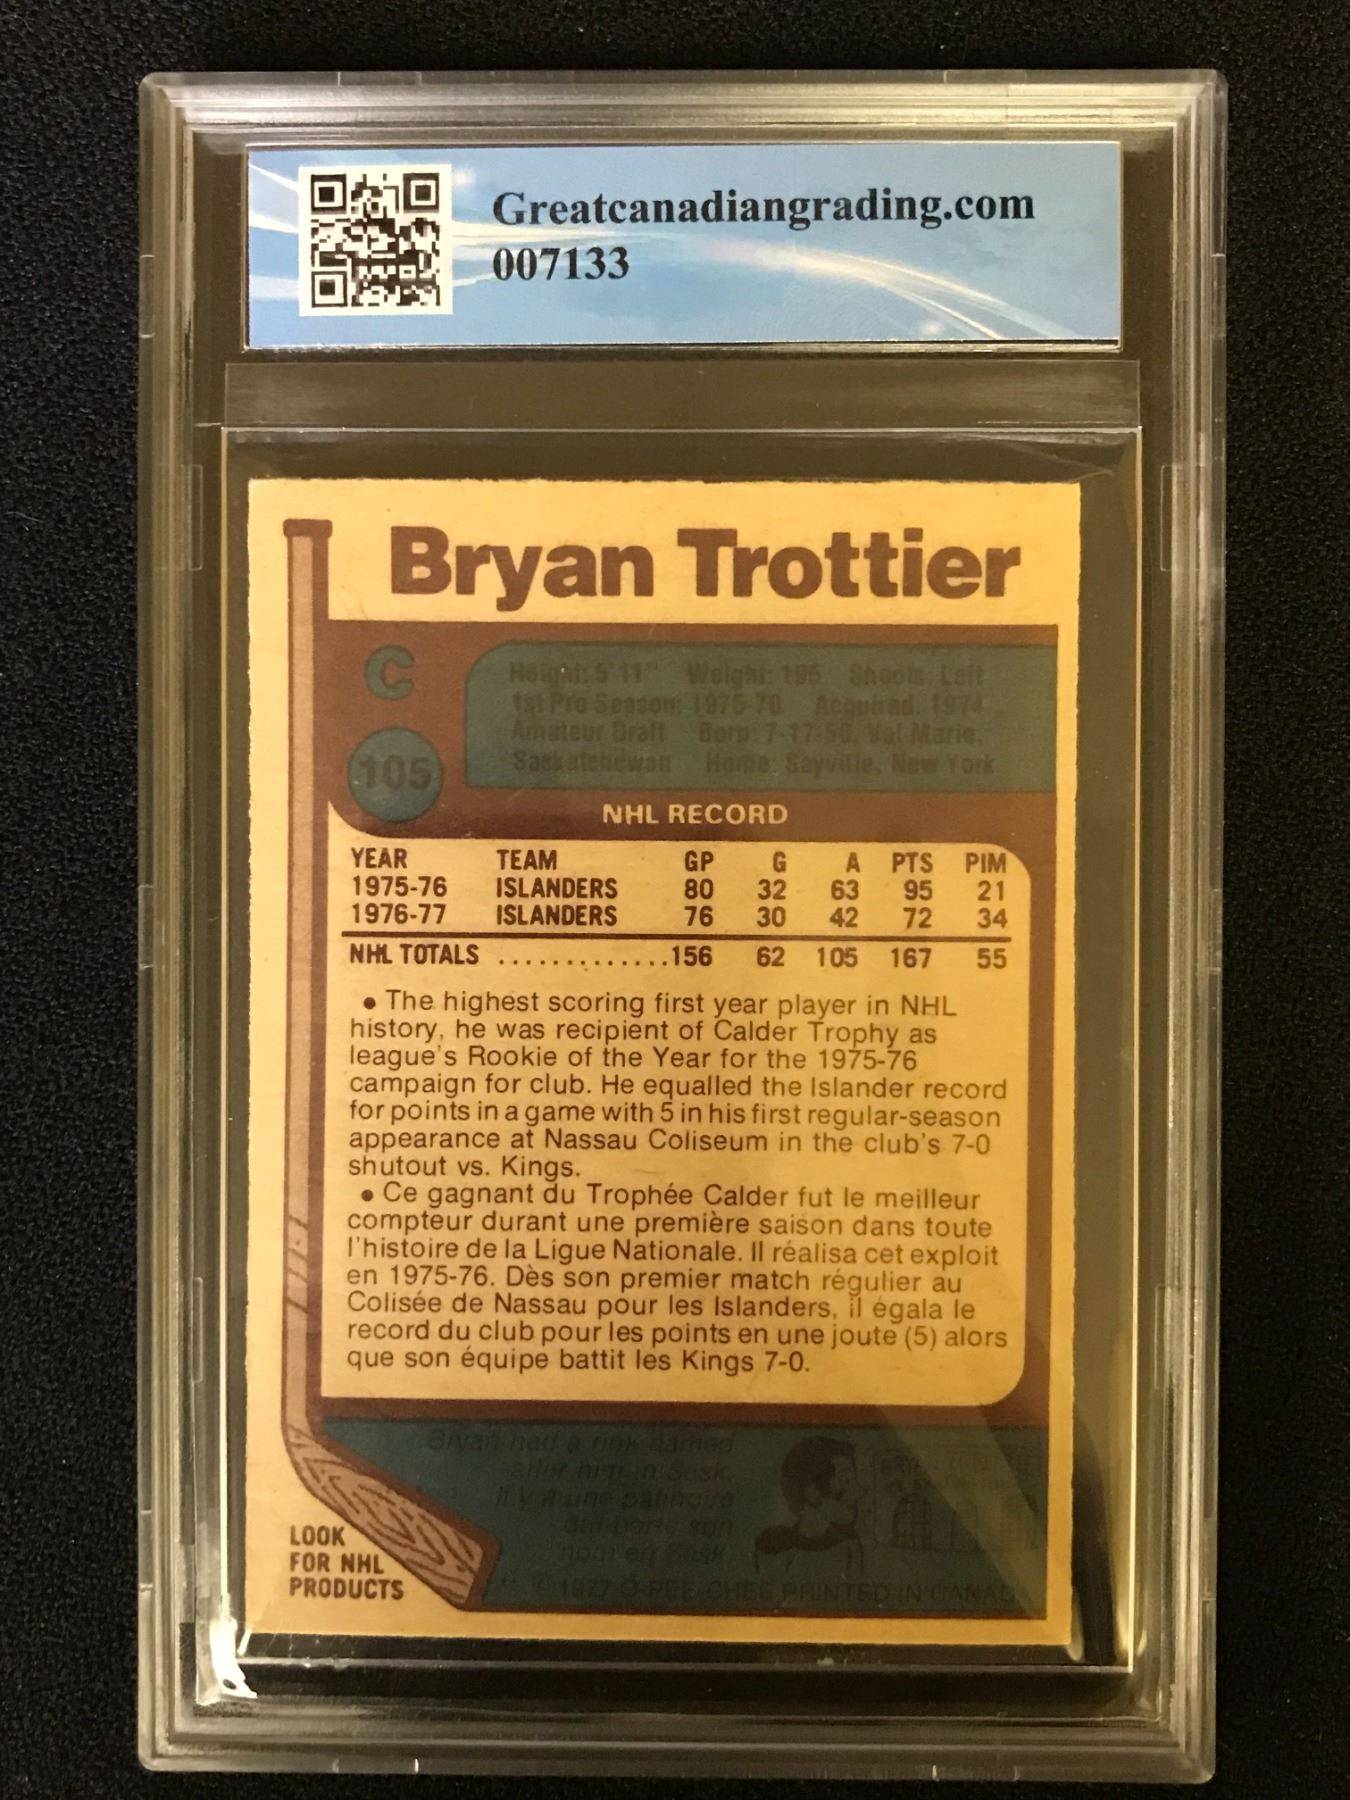 Greatcanadiangrading.com
007133
Bryan Trottier
C
105
Height: 5'11" Weight: 195 Shoots: Left
1st Pro Season: 1975-76 Acquired: 1974
Amateur Draft Born: 7-17-56, Val Marie,
Saskatchewan Home: Sayville, New York
NHL RECORD
YEAR TEAM GP G A PTS PIM
1975-76 ISLANDERS 80 32 63 95 21
1976-77 ISLANDERS 76 30 42 72 34
NHL TOTALS .............156 62 105 167 55
• The highest scoring first year player in NHL
history, he was recipient of Calder Trophy as
league's Rookie of the Year for the 1975-76
campaign for club. He equalled the Islander record
for points in a game with 5 in his first regular-season
appearance at Nassau Coliseum in the club's 7-0
shutout vs. Kings.
• Ce gagnant du Trophée Calder fut le meilleur
compteur durant une première saison dans toute
l'histoire de la Ligue Nationale. Il réalisa cet exploit
en 1975-76. Dès son premier match régulier au
Colisée de Nassau pour les Islanders, il égala le
record du club pour les points en une joute (5) alors
que son équipe battit les Kings 7-0.
Bryan had a rink named
after him in Sask.
Il y a une patinoire
qui porte son
nom en Sask.
LOOK
FOR NHL
PRODUCTS
© 1977 O-PEE-CHEE PRINTED IN CANADA